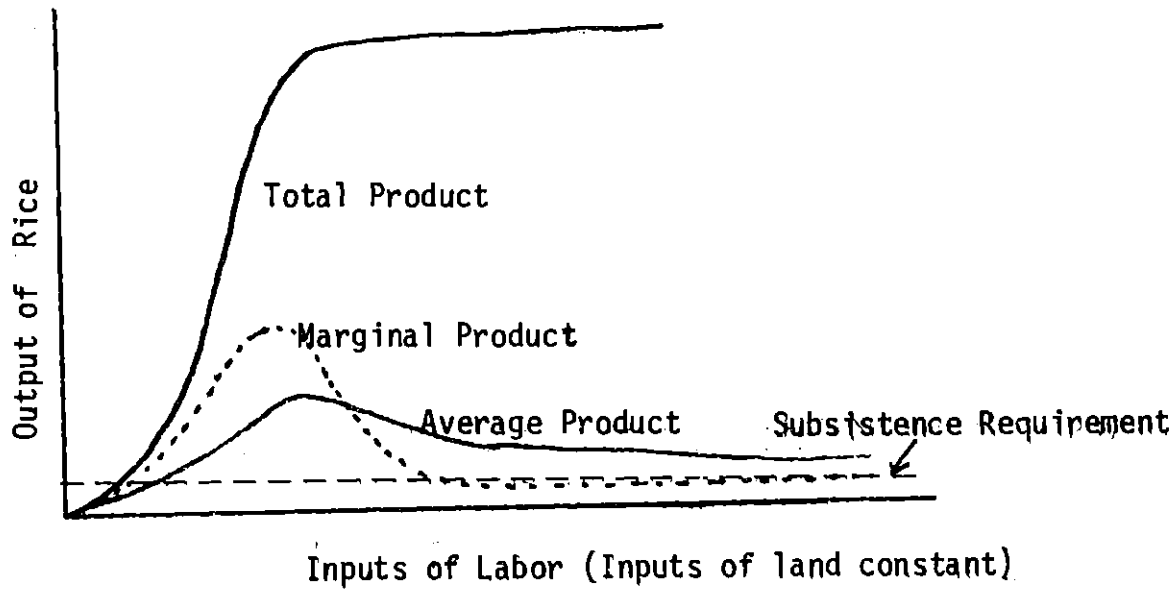 Output of Rice
Total Product
Marginal Product
Average Product
Subsistence Requirement
Inputs of Labor (Inputs of land constant)